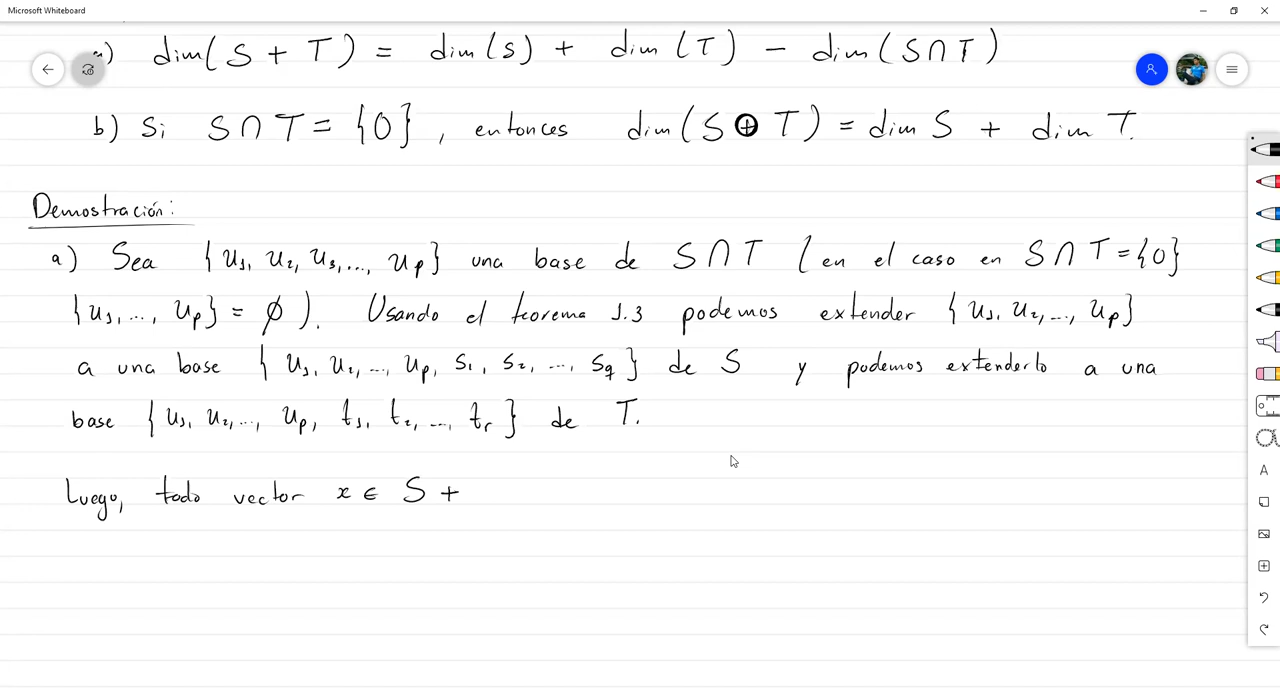 Microsoft Whiteboard
a) dim(S + T) = dim(S) + dim(T) - dim(S∩T)
b) Si S∩T = {0}, entonces dim(S ⊕ T) = dim S + dim T.
Demostración:
a) Sea {u₁, u₂, u₃, ..., uₚ} una base de S∩T (en el caso en S∩T = {0}
{u₁, ..., uₚ} = ∅). Usando el teorema 1.3 podemos extender {u₁, u₂, ..., uₚ}
a una base {u₁, u₂, ..., uₚ, s₁, s₂, ..., s_q} de S y podemos extenderlo a una
base {u₁, u₂, ..., uₚ, t₁, t₂, ..., tᵣ} de T.
Luego, todo vector x ∈ S +
A